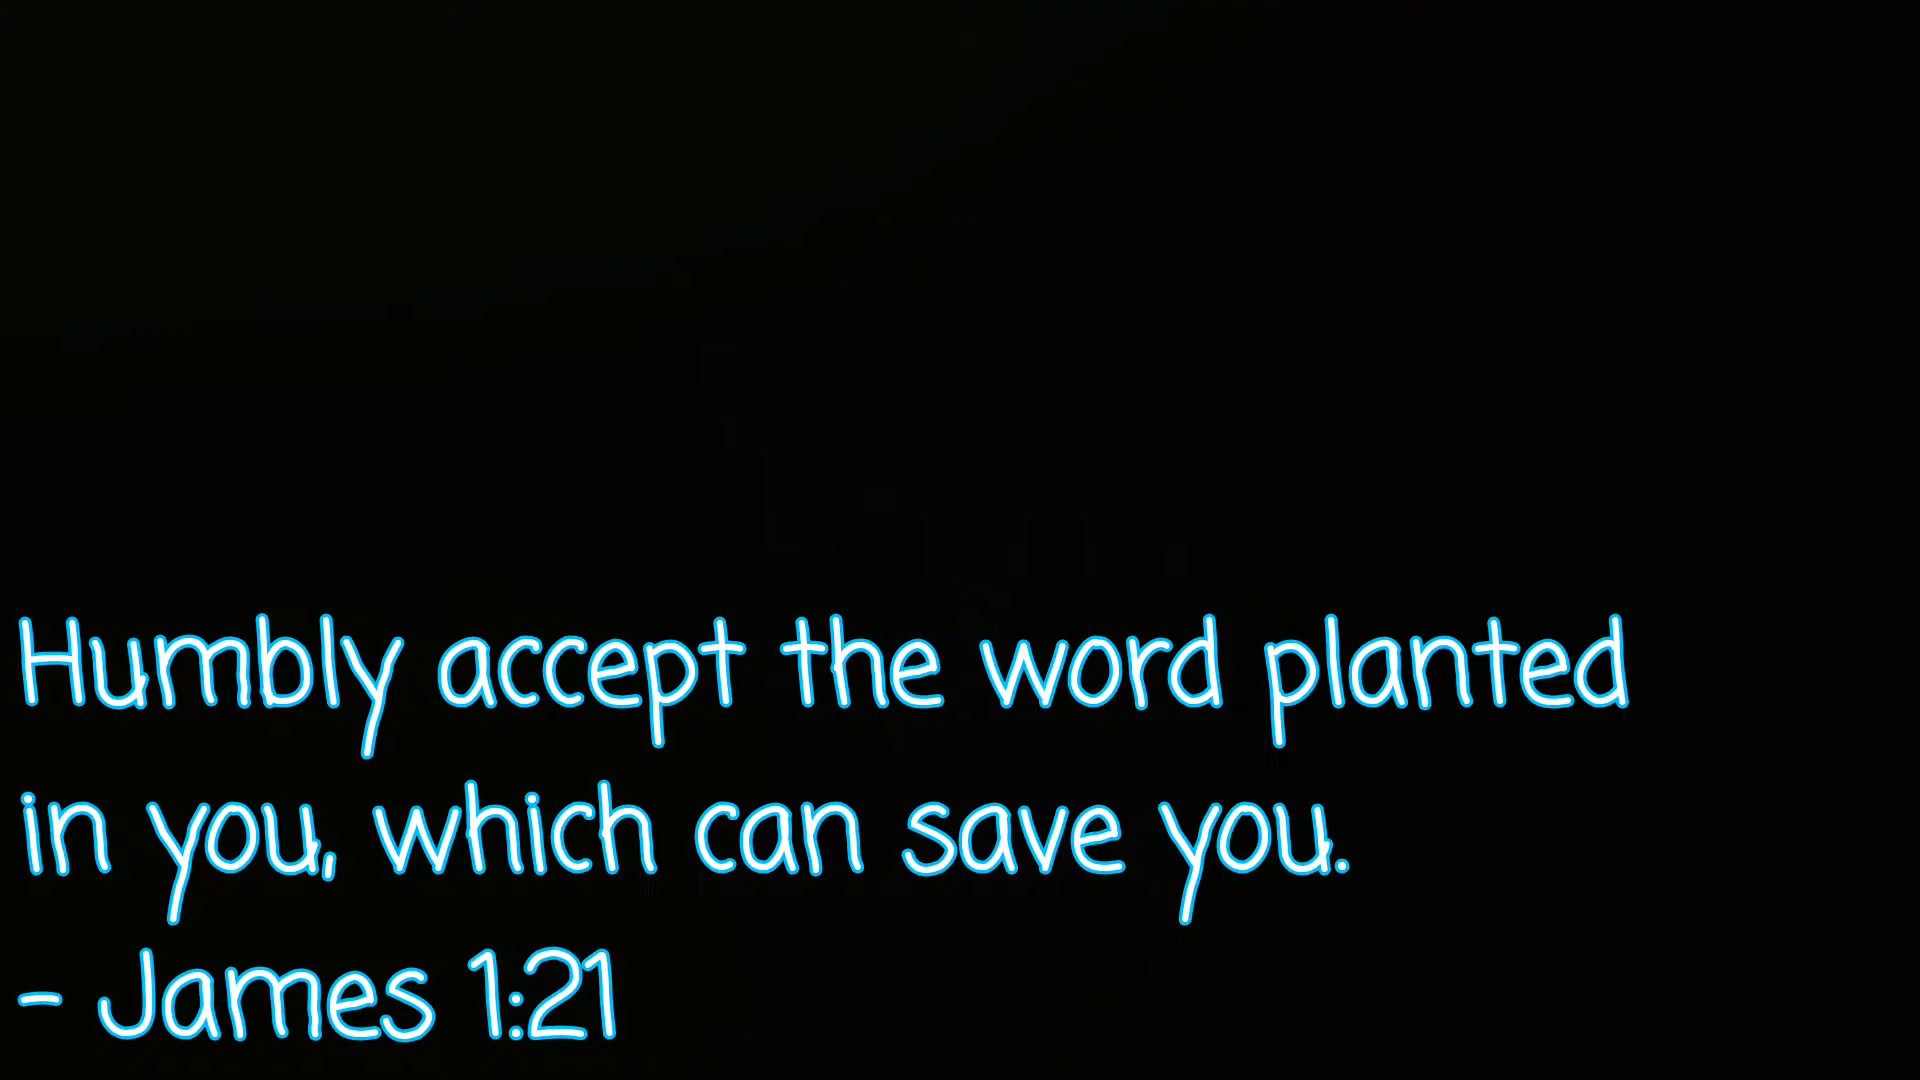 Humbly accept the word planted
in you, which can save you.
- James 1:21